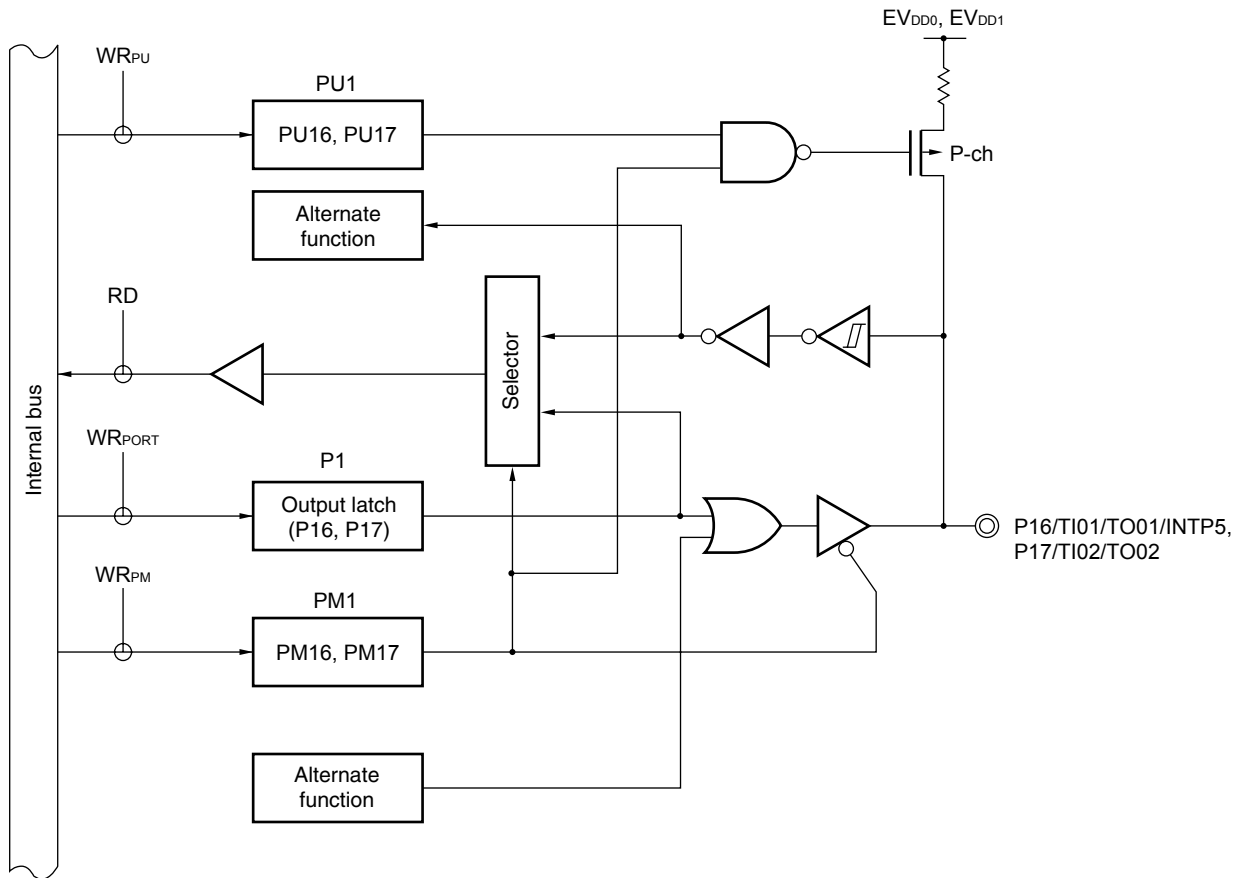 EVDD0, EVDD1
WRPU
PU1
PU16, PU17
P-ch
Alternate
function
RD
Selector
Internal bus
WRPORT
P1
Output latch
(P16, P17)
P16/TI01/TO01/INTP5,
P17/TI02/TO02
WRPM
PM1
PM16, PM17
Alternate
function